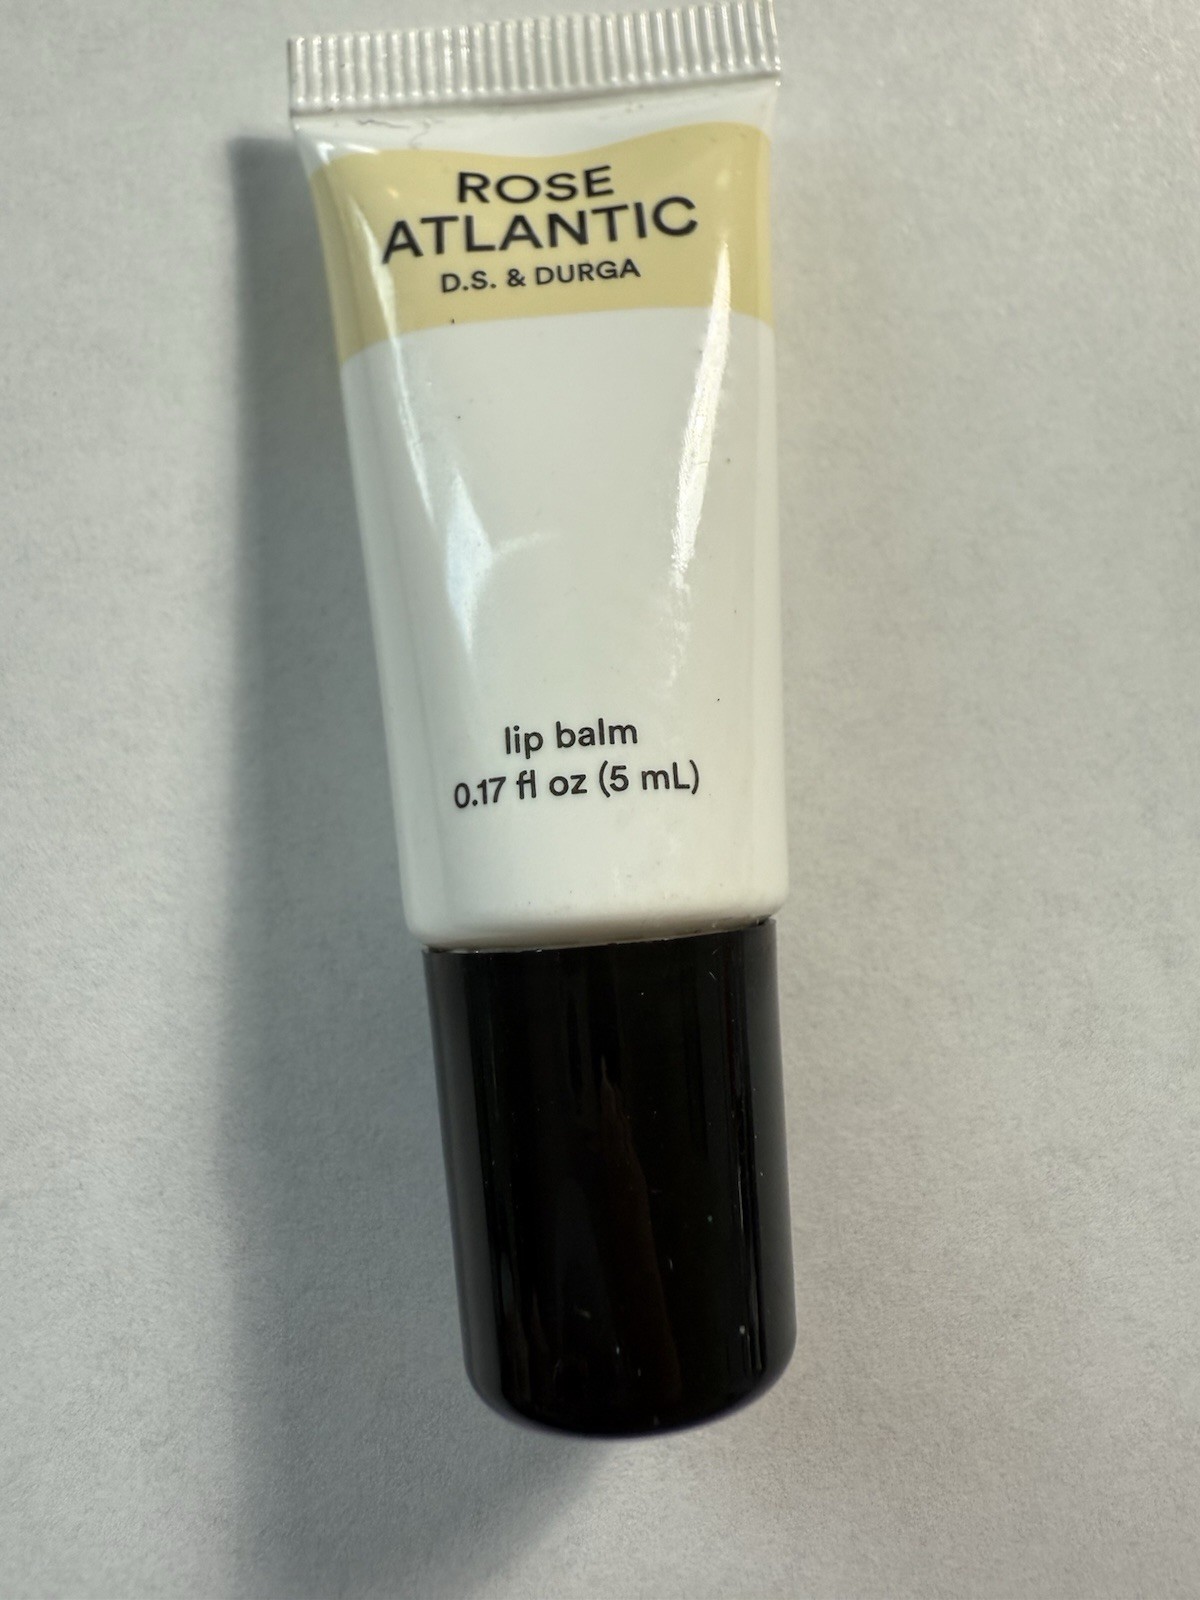 ROSE
ATLANTIC
D.S. & DURGA
lip balm
0.17 fl oz (5 mL)